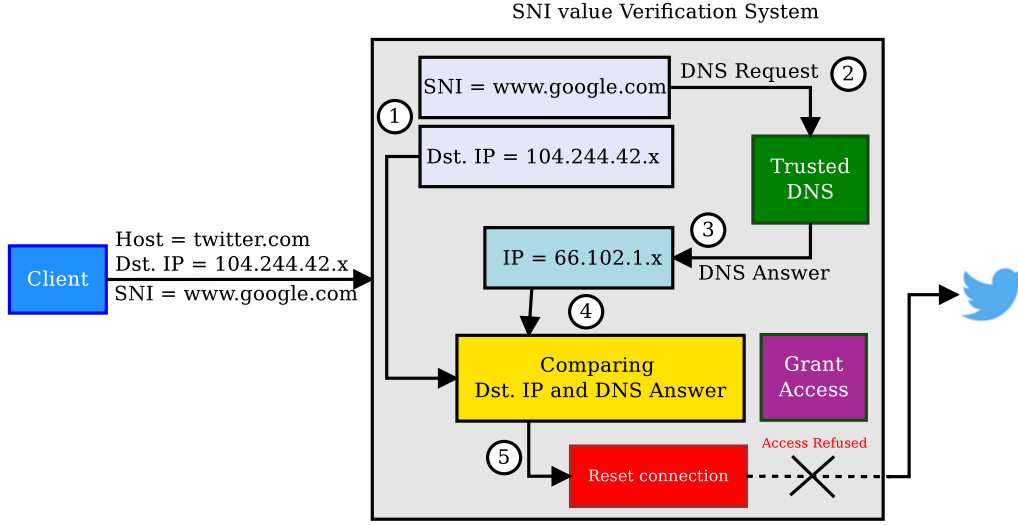 SNI value Verification System
SNI = www.google.com
DNS Request
2
1
Dst. IP = 104.244.42.x
Trusted
DNS
Host = twitter.com
Dst. IP = 104.244.42.x
SNI = www.google.com
Client
3
IP = 66.102.1.x
DNS Answer
4
Comparing
Dst. IP and DNS Answer
Grant
Access
5
Reset connection
Access Refused